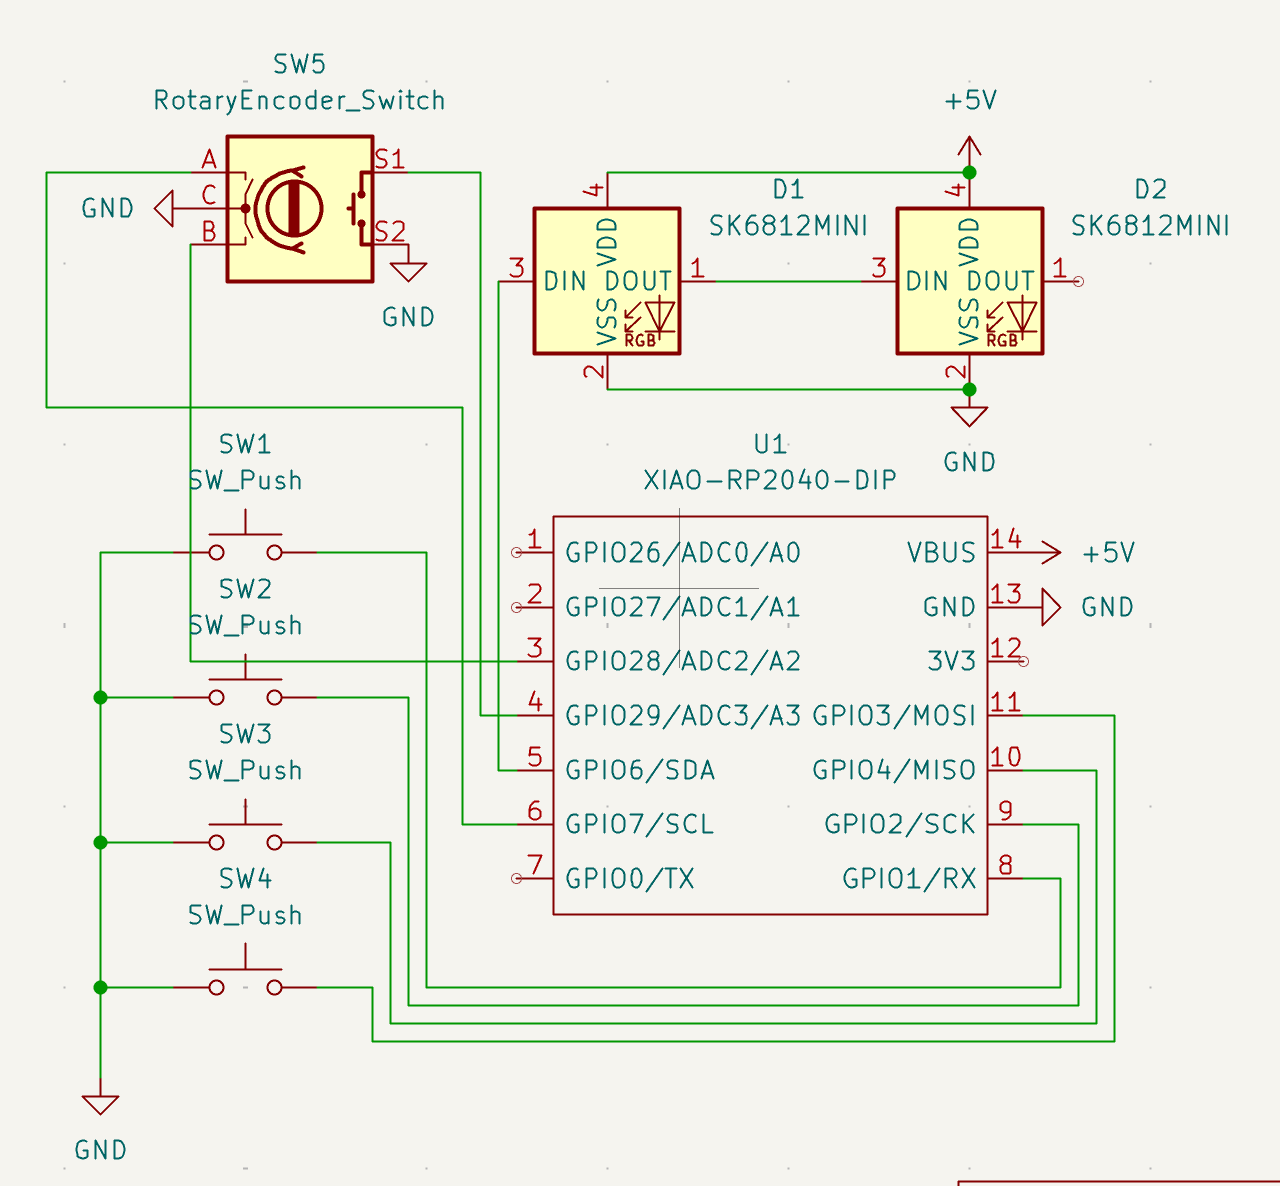 SW5
RotaryEncoder_Switch
A
C
B
S1
S2
GND
GND
+5V
D1
SK6812MINI
D2
SK6812MINI
4
VDD
3
DIN
DOUT
1
VSS
RGB
2
4
VDD
3
DIN
DOUT
1
VSS
RGB
2
GND
SW1
SW_Push
SW2
SW_Push
SW3
SW_Push
SW4
SW_Push
GND
U1
XIAO-RP2040-DIP
1 GPIO26/ADC0/A0
2 GPIO27/ADC1/A1
3 GPIO28/ADC2/A2
4 GPIO29/ADC3/A3
5 GPIO6/SDA
6 GPIO7/SCL
7 GPIO0/TX
VBUS 14 +5V
GND 13 GND
3V3 12
GPIO3/MOSI 11
GPIO4/MISO 10
GPIO2/SCK 9
GPIO1/RX 8